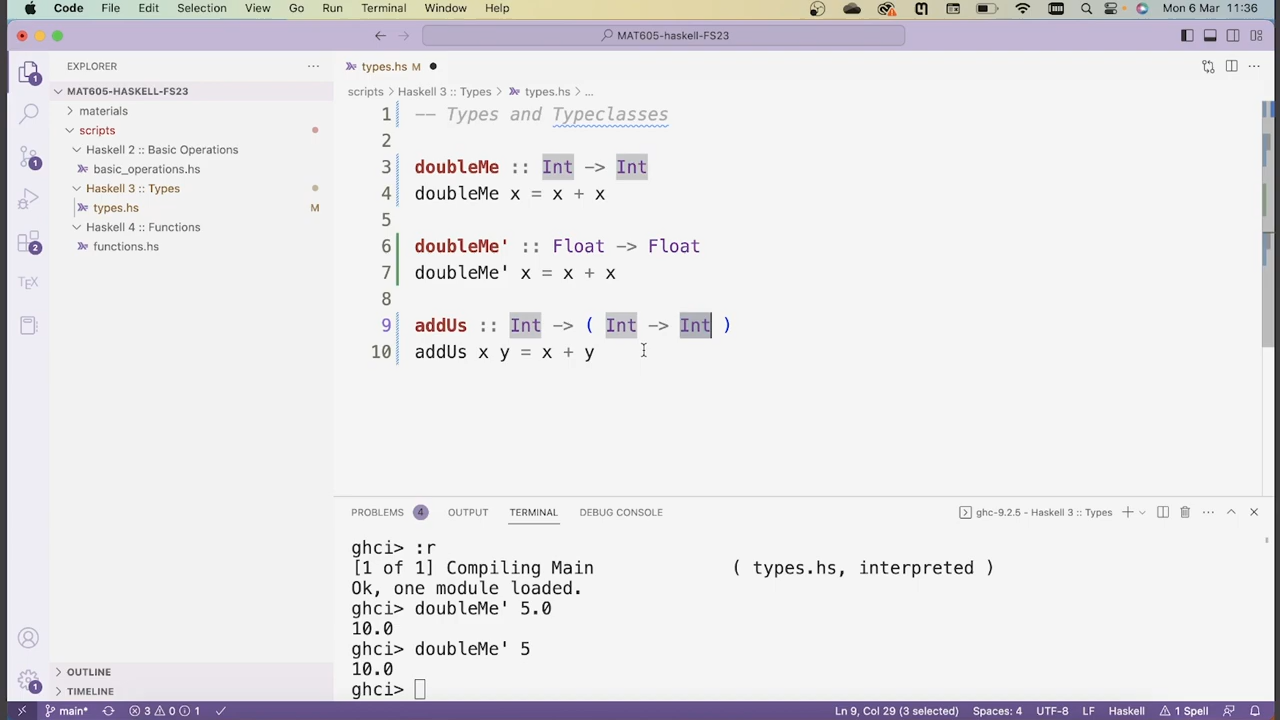 Code File Edit Selection View Go Run Terminal Window Help Mon 6 Mar 11:36
MAT605-haskell-FS23
EXPLORER
types.hs M
MAT605-HASKELL-FS23
scripts > Haskell 3 :: Types > types.hs > ...
materials
scripts
Haskell 2 :: Basic Operations
basic_operations.hs
Haskell 3 :: Types
types.hs M
Haskell 4 :: Functions
functions.hs
1 -- Types and Typeclasses
2
3 doubleMe :: Int -> Int
4 doubleMe x = x + x
5
6 doubleMe' :: Float -> Float
7 doubleMe' x = x + x
8
9 addUs :: Int -> ( Int -> Int )
10 addUs x y = x + y
1
1
2
TEX
1
PROBLEMS 4 OUTPUT TERMINAL DEBUG CONSOLE ghc-9.2.5 - Haskell 3 :: Types
ghci> :r
[1 of 1] Compiling Main ( types.hs, interpreted )
Ok, one module loaded.
ghci> doubleMe' 5.0
10.0
ghci> doubleMe' 5
10.0
ghci>
OUTLINE
TIMELINE
main* 3 0 1 Ln 9, Col 29 (3 selected) Spaces: 4 UTF-8 LF Haskell 1 Spell